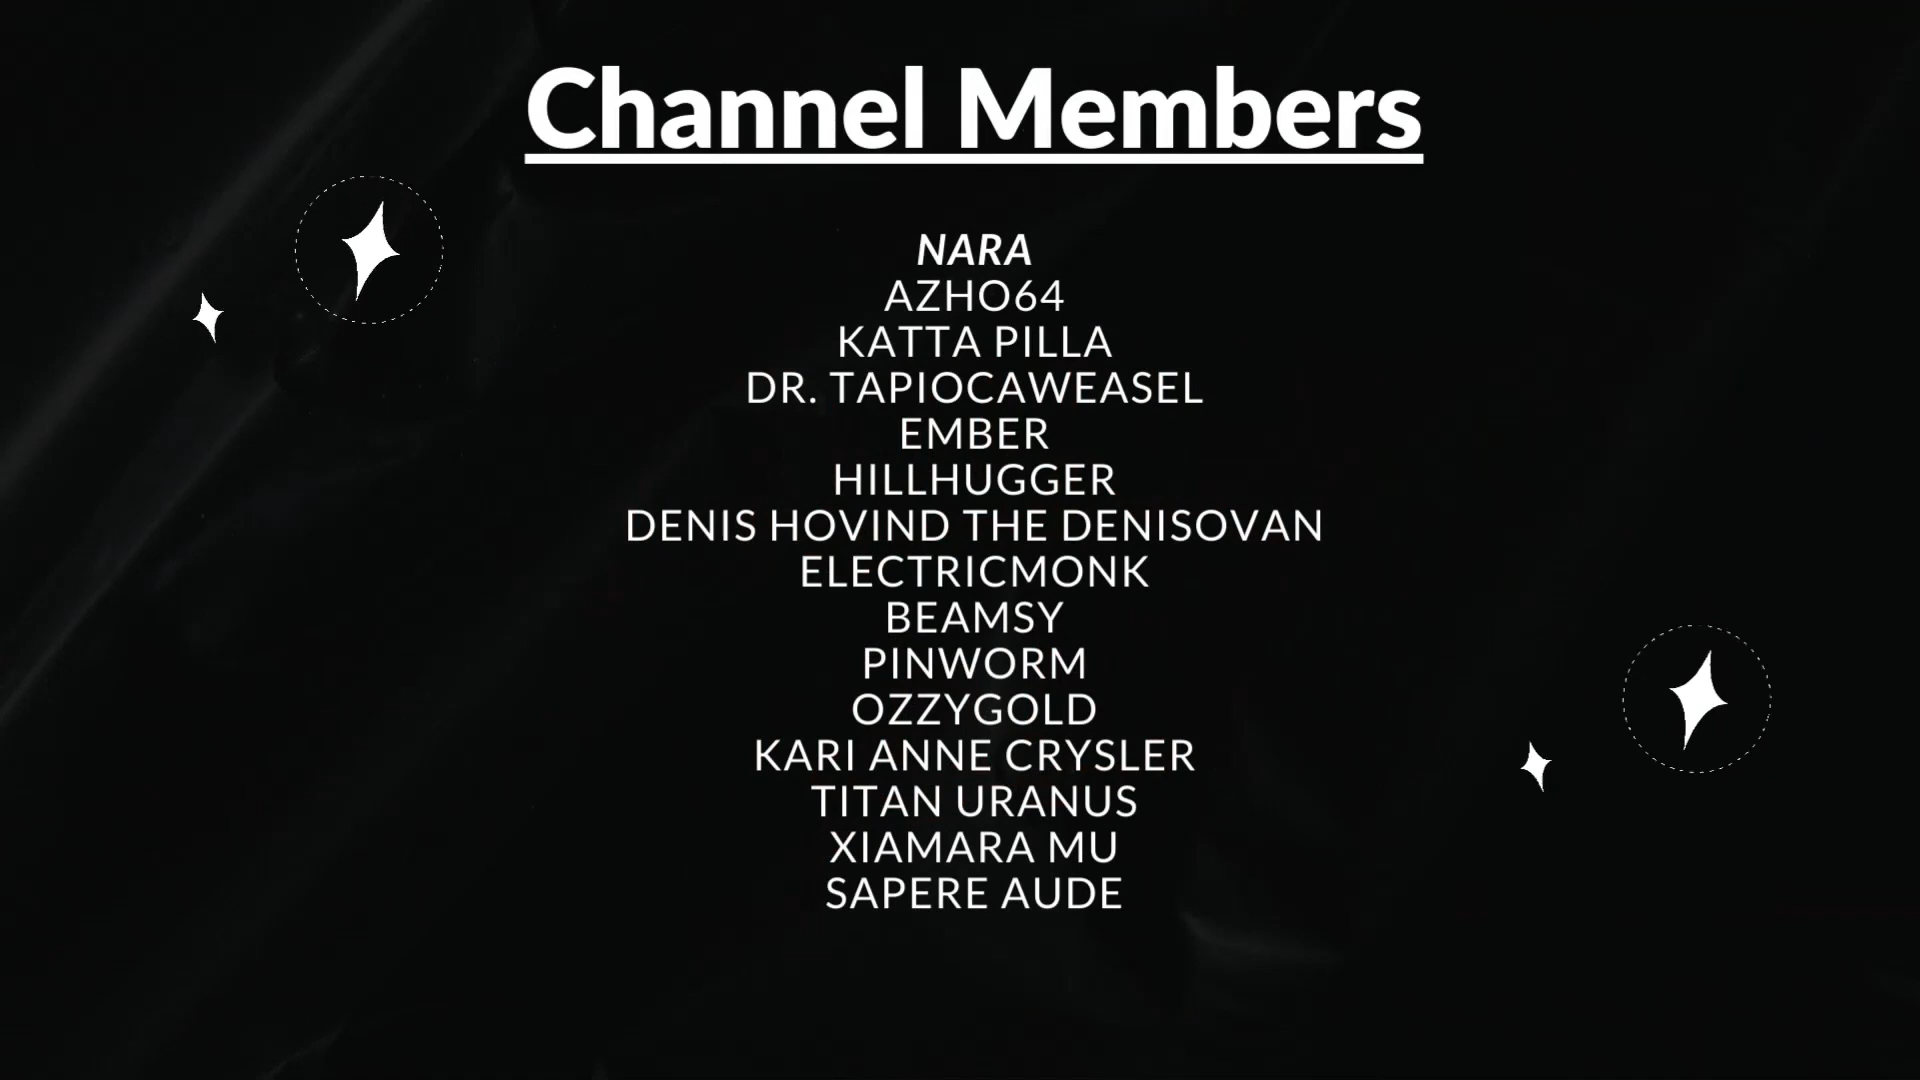 Channel Members
NARA
AZHO64
KATTA PILLA
DR. TAPIOCAWEASEL
EMBER
HILLHUGGER
DENIS HOVIND THE DENISOVAN
ELECTRICMONK
BEAMSY
PINWORM
OZZYGOLD
KARI ANNE CRYSLER
TITAN URANUS
XIAMARA MU
SAPERE AUDE